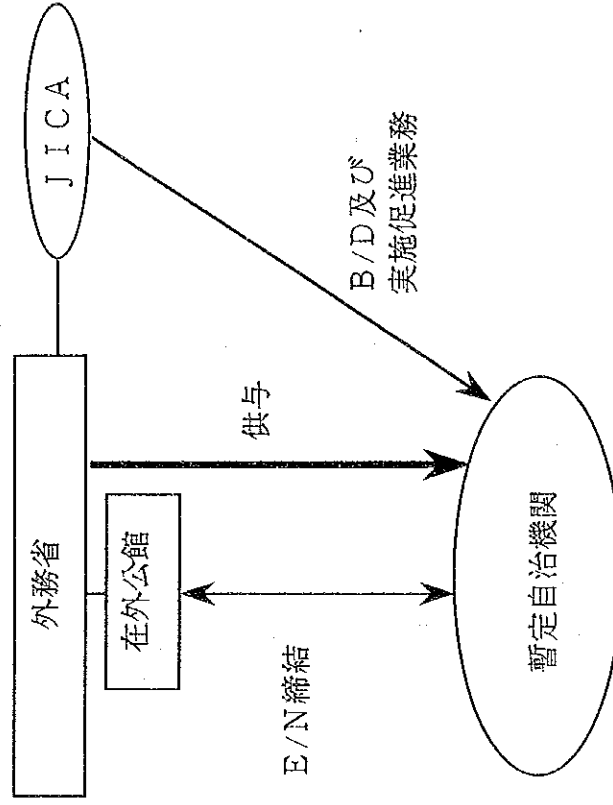 外務省
JICA
在外公館
供与
E/N締結
B/D及び
実施促進業務
暫定自治機関